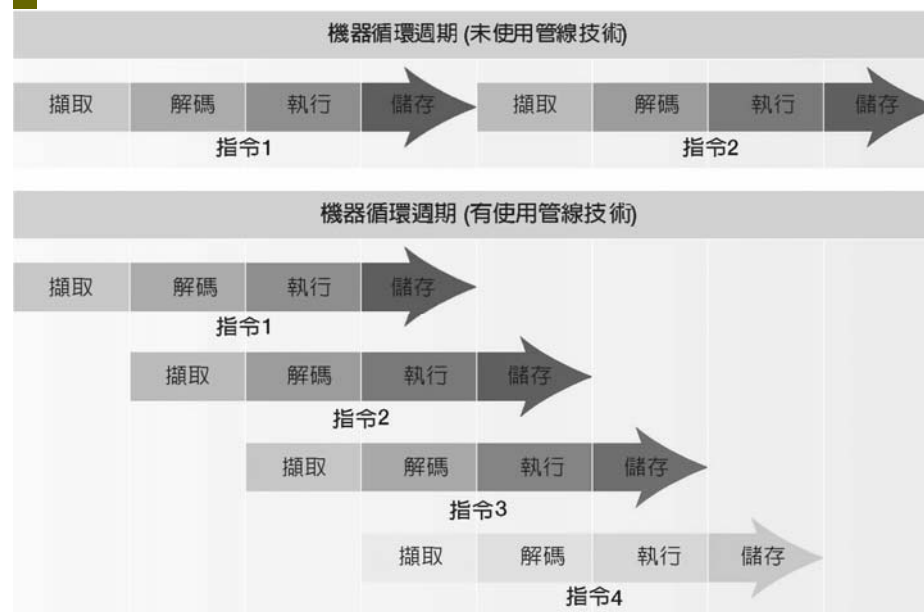 機器循環週期 (未使用管線技術)
擷取 解碼 執行 儲存 擷取 解碼 執行 儲存
指令1 指令2
機器循環週期 (有使用管線技術)
擷取 解碼 執行 儲存
指令1
擷取 解碼 執行 儲存
指令2
擷取 解碼 執行 儲存
指令3
擷取 解碼 執行 儲存
指令4